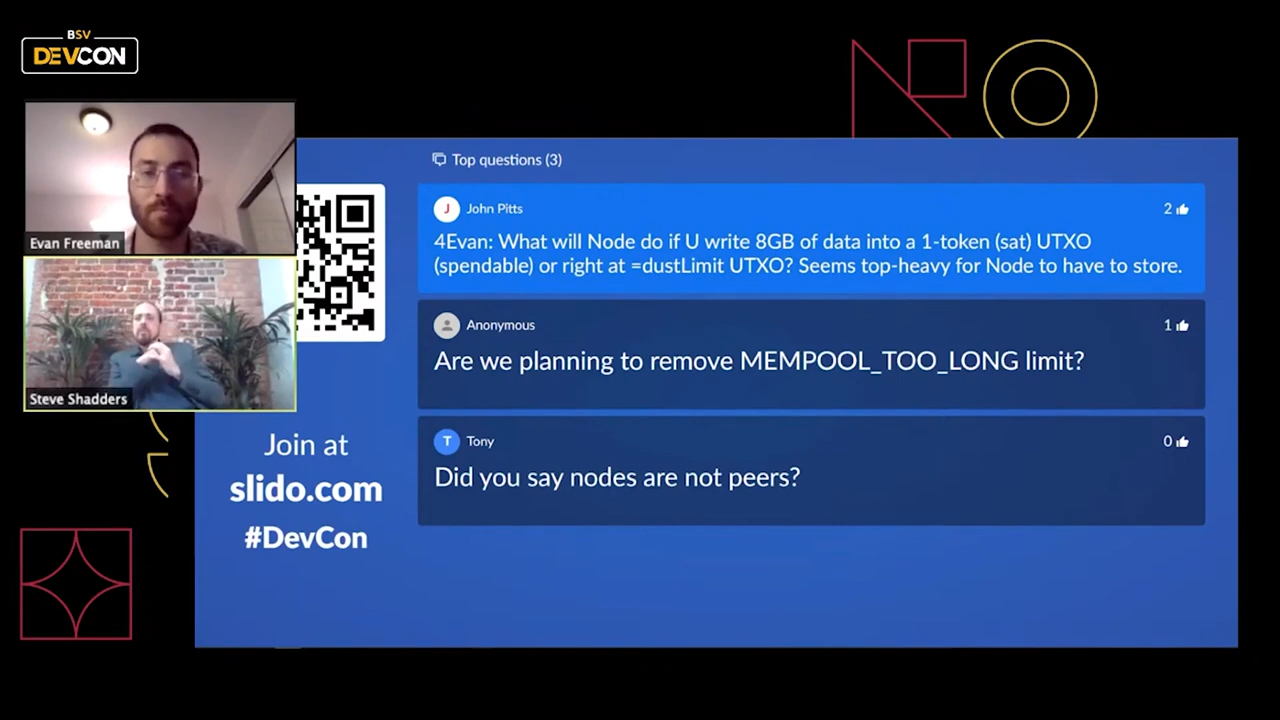 BSV
DEVCON
Evan Freeman
Steve Shadders
Join at
slido.com
#DevCon
Top questions (3)
J John Pitts 2
4Evan: What will Node do if U write 8GB of data into a 1-token (sat) UTXO
(spendable) or right at =dustLimit UTXO? Seems top-heavy for Node to have to store.
Anonymous 1
Are we planning to remove MEMPOOL_TOO_LONG limit?
T Tony 0
Did you say nodes are not peers?